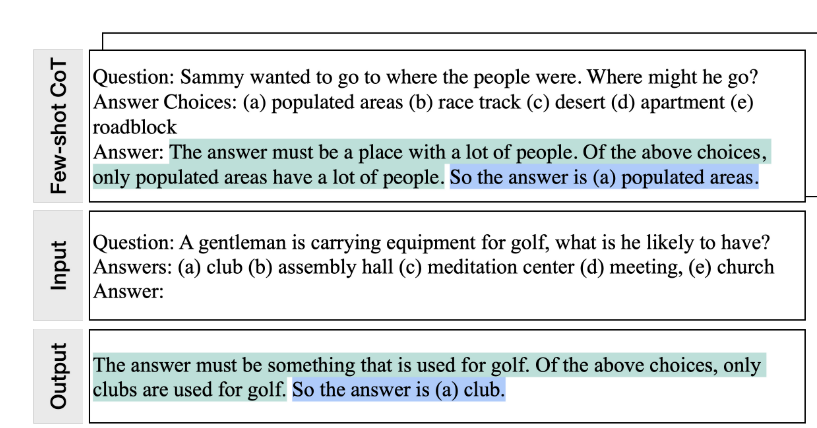 Few-shot CoT
Question: Sammy wanted to go to where the people were. Where might he go?
Answer Choices: (a) populated areas (b) race track (c) desert (d) apartment (e)
roadblock
Answer: The answer must be a place with a lot of people. Of the above choices,
only populated areas have a lot of people. So the answer is (a) populated areas.
Input
Question: A gentleman is carrying equipment for golf, what is he likely to have?
Answers: (a) club (b) assembly hall (c) meditation center (d) meeting, (e) church
Answer:
Output
The answer must be something that is used for golf. Of the above choices, only
clubs are used for golf. So the answer is (a) club.